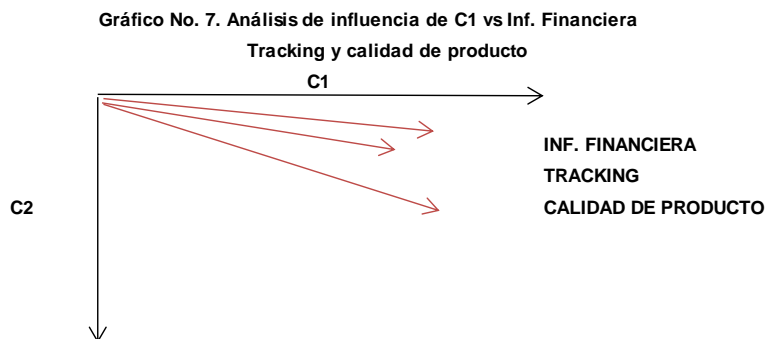 Gráfico No. 7. Análisis de influencia de C1 vs Inf. Financiera
Tracking y calidad de producto
C1
INF. FINANCIERA
TRACKING
C2
CALIDAD DE PRODUCTO